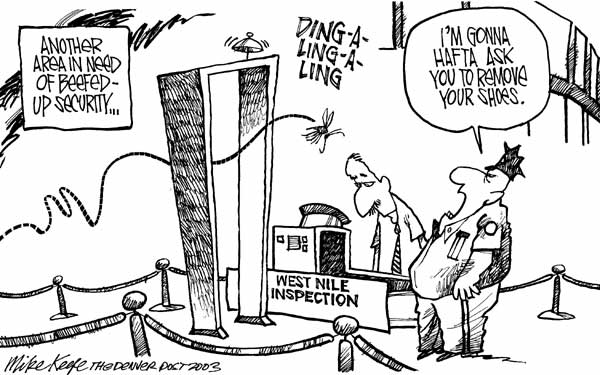 ANOTHER
AREA IN NEED
OF BEEFED-
UP SECURITY...
DING-A-
LING-A-
LING
I'M GONNA
HAFTA ASK
YOU TO REMOVE
YOUR SHOES.
WEST NILE
INSPECTION
Mike Keefe THE DENVER POST 2003